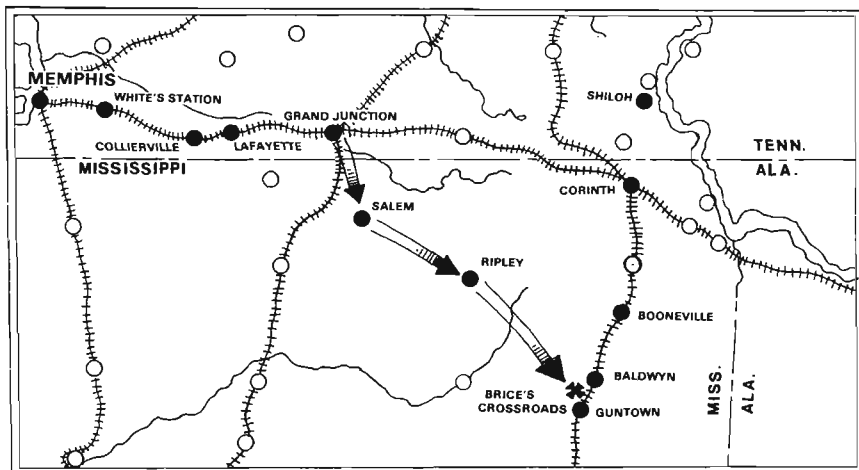 MEMPHIS
WHITE'S STATION
COLLIERVILLE
LAFAYETTE
GRAND JUNCTION
SHILOH
TENN.
ALA.
MISSISSIPPI
CORINTH
SALEM
RIPLEY
BOONEVILLE
BALDWYN
BRICE'S
CROSSROADS
GUNTOWN
MISS.
ALA.